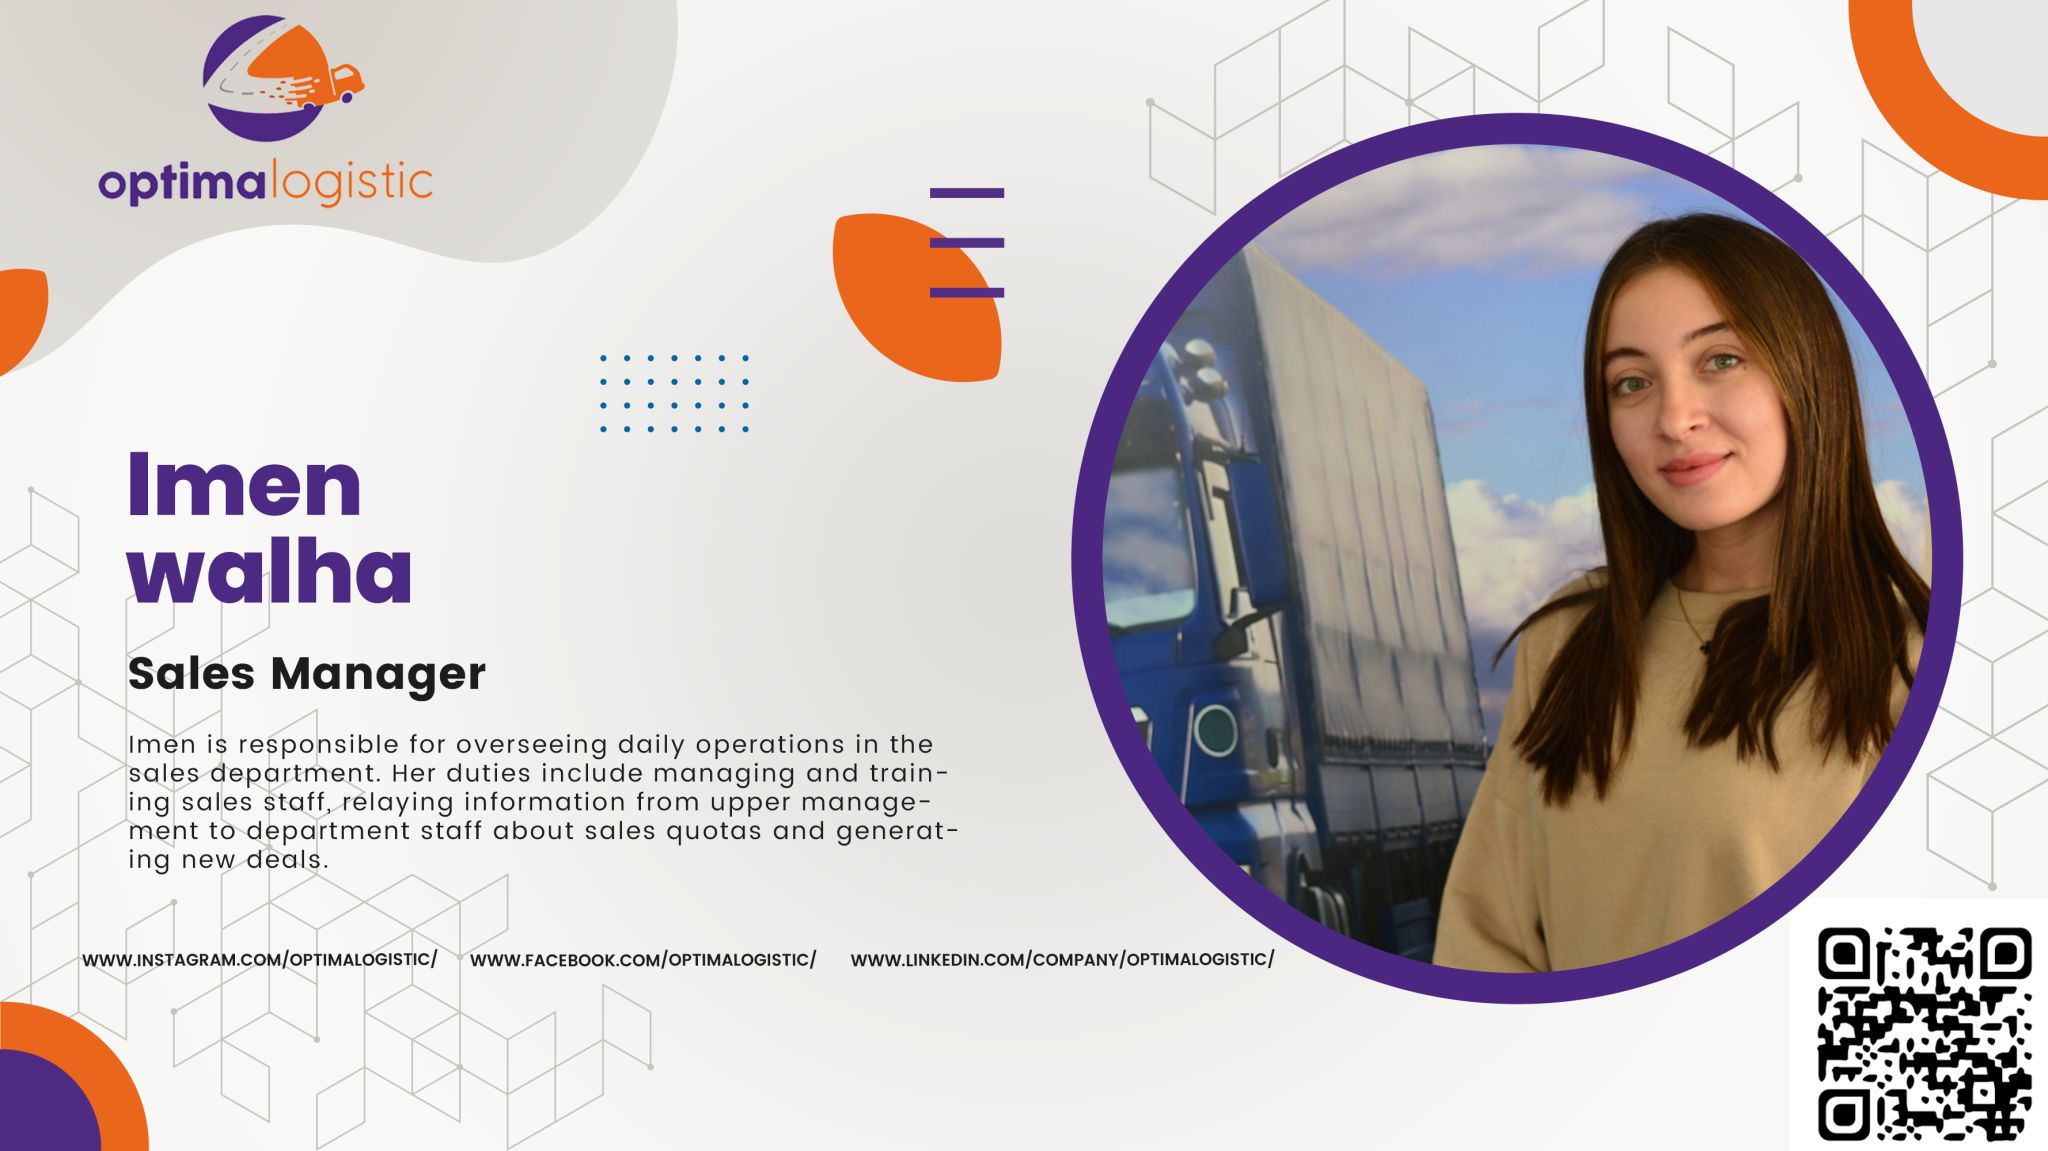 optimalogistic
Imen
walha
Sales Manager
Imen is responsible for overseeing daily operations in the
sales department. Her duties include managing and train-
ing sales staff, relaying information from upper manage-
ment to department staff about sales quotas and generat-
ing new deals.
WWW.INSTAGRAM.COM/OPTIMALOGISTIC/ WWW.FACEBOOK.COM/OPTIMALOGISTIC/ WWW.LINKEDIN.COM/COMPANY/OPTIMALOGISTIC/